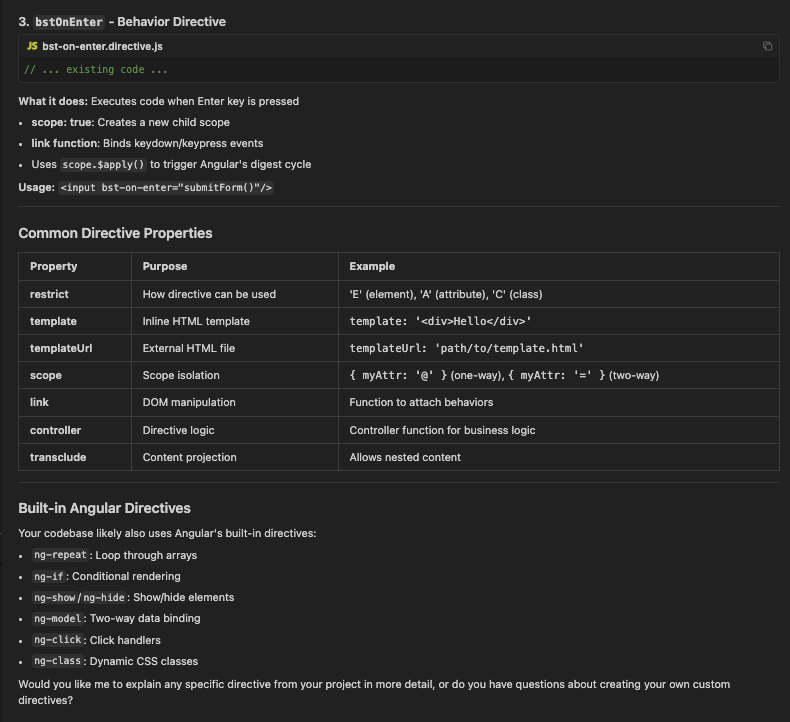 3. bstOnEnter - Behavior Directive
JS bst-on-enter.directive.js
// ... existing code ...
What it does: Executes code when Enter key is pressed
• scope: true: Creates a new child scope
• link function: Binds keydown/keypress events
• Uses scope.$apply() to trigger Angular's digest cycle
Usage: <input bst-on-enter="submitForm()"/>
Common Directive Properties
Property Purpose Example
restrict How directive can be used 'E' (element), 'A' (attribute), 'C' (class)
template Inline HTML template template: '<div>Hello</div>'
templateUrl External HTML file templateUrl: 'path/to/template.html'
scope Scope isolation { myAttr: '@' } (one-way), { myAttr: '=' } (two-way)
link DOM manipulation Function to attach behaviors
controller Directive logic Controller function for business logic
transclude Content projection Allows nested content
Built-in Angular Directives
Your codebase likely also uses Angular's built-in directives:
• ng-repeat: Loop through arrays
• ng-if: Conditional rendering
• ng-show/ng-hide: Show/hide elements
• ng-model: Two-way data binding
• ng-click: Click handlers
• ng-class: Dynamic CSS classes
Would you like me to explain any specific directive from your project in more detail, or do you have questions about creating your own custom
directives?